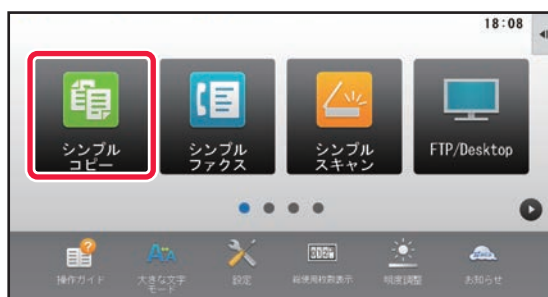 18:08
シンプル
コピー
シンプル
ファクス
シンプル
スキャン
FTP/Desktop
操作ガイド
大きな文字
モード
設定
総使用枚数表示
明度調整
お知らせ